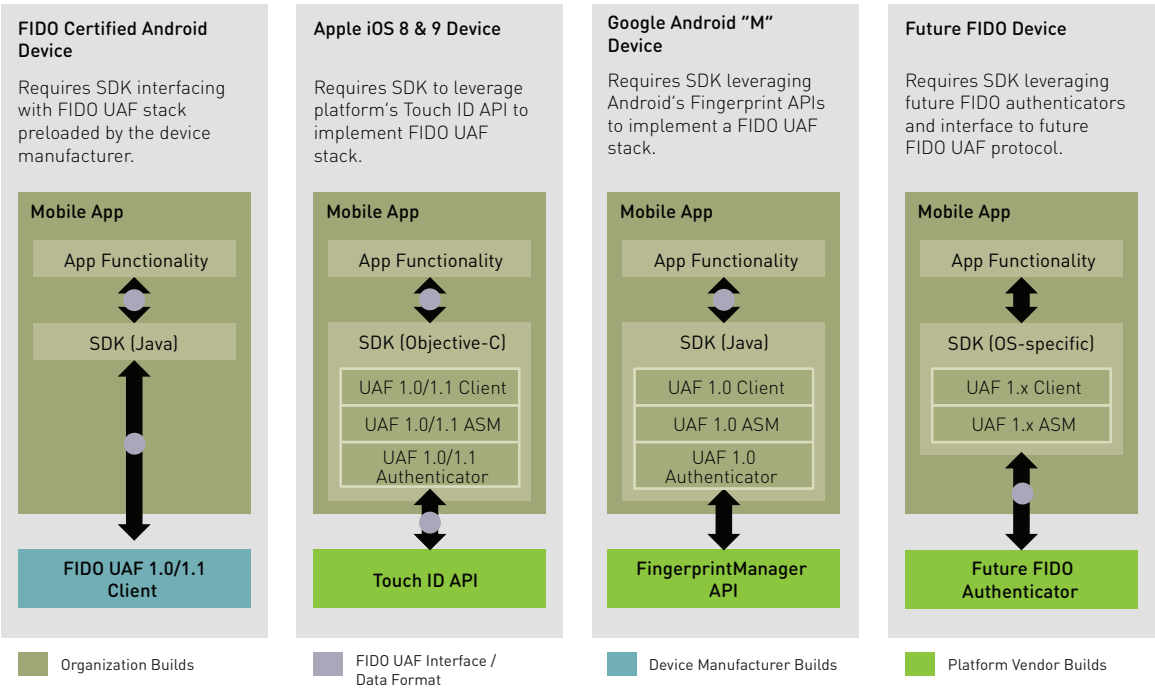 FIDO Certified Android
Device
Requires SDK interfacing
with FIDO UAF stack
preloaded by the device
manufacturer.
Mobile App
App Functionality
SDK (Java)
FIDO UAF 1.0/1.1
Client
Apple iOS 8 & 9 Device
Requires SDK to leverage
platform's Touch ID API to
implement FIDO UAF
stack.
Mobile App
App Functionality
SDK (Objective-C)
UAF 1.0/1.1 Client
UAF 1.0/1.1 ASM
UAF 1.0/1.1
Authenticator
Touch ID API
Google Android "M"
Device
Requires SDK leveraging
Android's Fingerprint APIs
to implement a FIDO UAF
stack.
Mobile App
App Functionality
SDK (Java)
UAF 1.0 Client
UAF 1.0 ASM
UAF 1.0
Authenticator
FingerprintManager
API
Future FIDO Device
Requires SDK leveraging
future FIDO authenticators
and interface to future
FIDO UAF protocol.
Mobile App
App Functionality
SDK (OS-specific)
UAF 1.x Client
UAF 1.x ASM
Future FIDO
Authenticator
Organization Builds
FIDO UAF Interface /
Data Format
Device Manufacturer Builds
Platform Vendor Builds